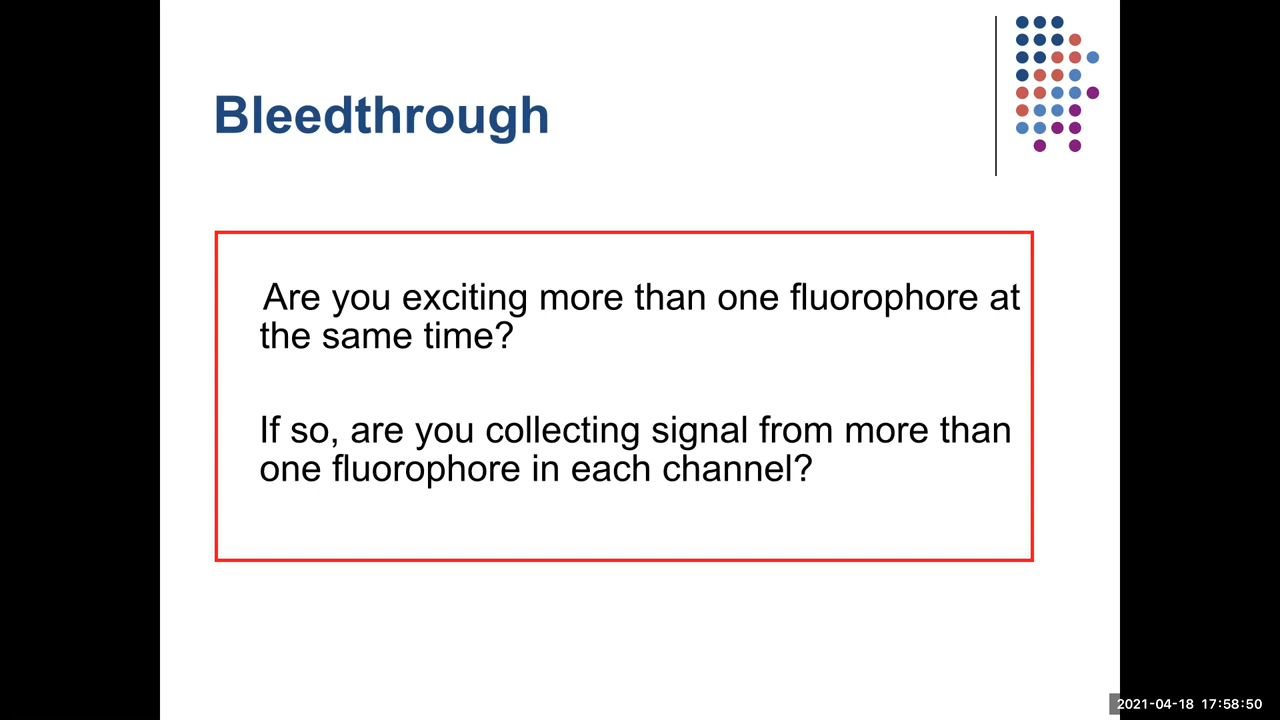 Bleedthrough
Are you exciting more than one fluorophore at
the same time?
If so, are you collecting signal from more than
one fluorophore in each channel?
2021-04-18 17:58:50